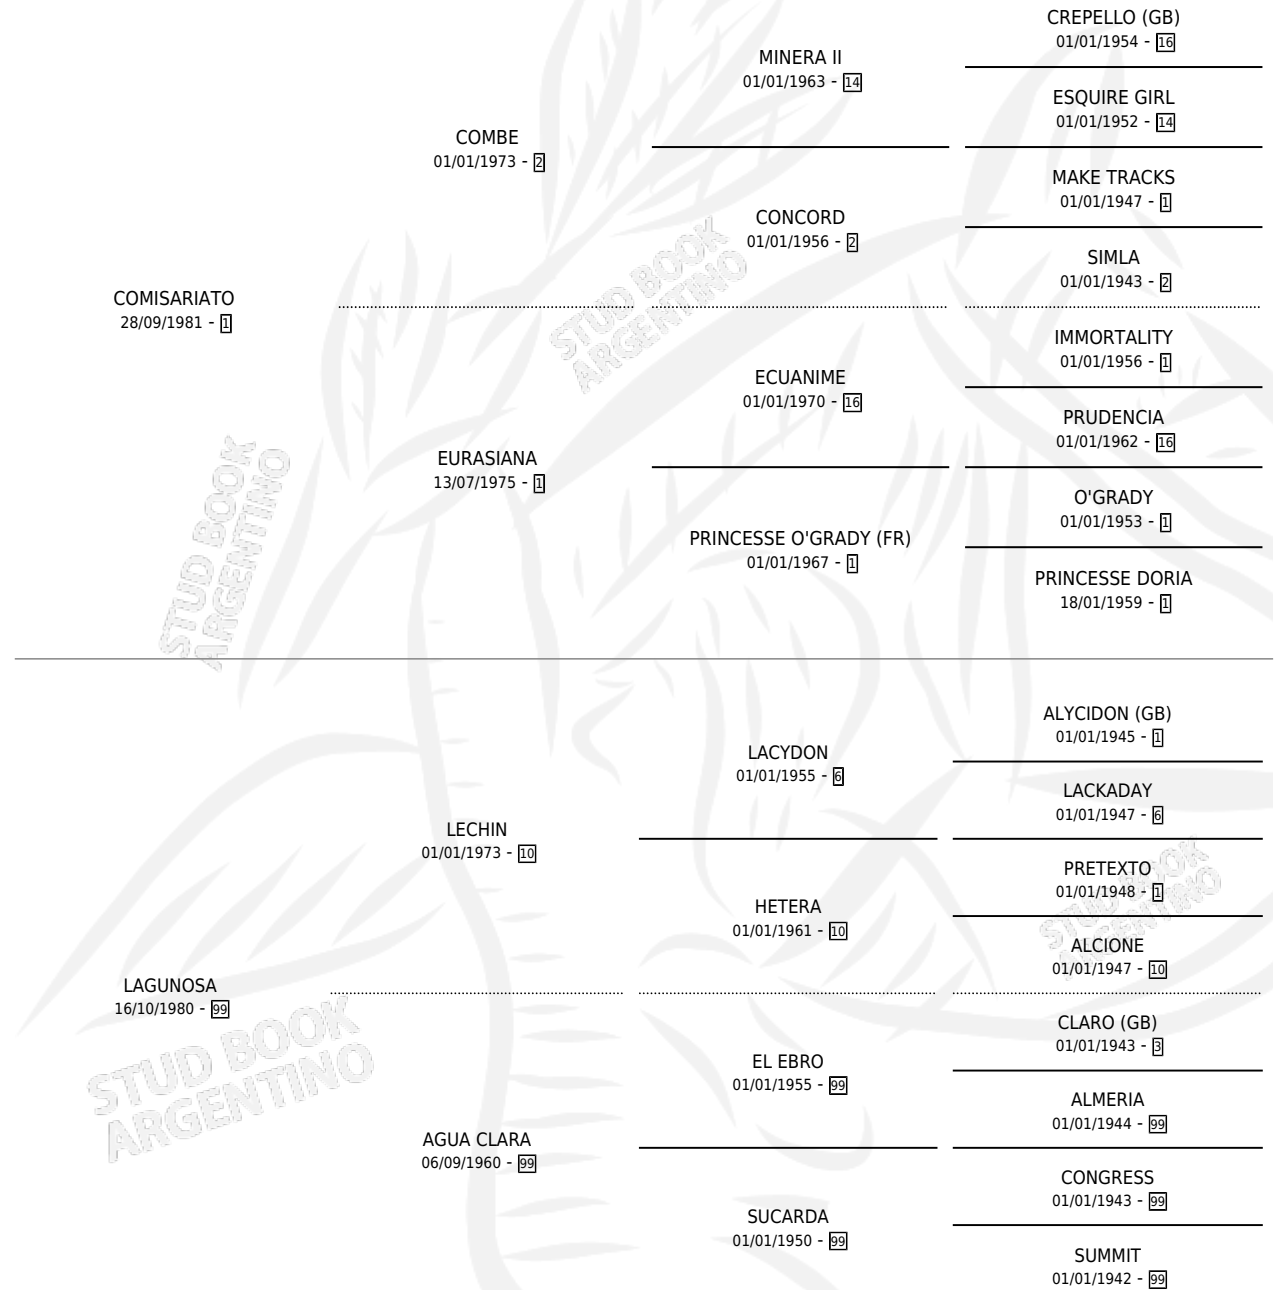 CREPELLO (GB)
01/01/1954 - 16
MINERA II
01/01/1963 - 14
ESQUIRE GIRL
01/01/1952 - 14
COMBE
01/01/1973 - 2
MAKE TRACKS
01/01/1947 - 1
CONCORD
01/01/1956 - 2
SIMLA
01/01/1943 - 2
COMISARIATO
28/09/1981 - 1
IMMORTALITY
01/01/1956 - 1
ECUANIME
01/01/1970 - 16
PRUDENCIA
01/01/1962 - 16
EURASIANA
13/07/1975 - 1
O'GRADY
01/01/1953 - 1
PRINCESSE O'GRADY (FR)
01/01/1967 - 1
PRINCESSE DORIA
18/01/1959 - 1
ALYCIDON (GB)
01/01/1945 - 1
LACYDON
01/01/1955 - 6
LACKADAY
01/01/1947 - 6
LECHIN
01/01/1973 - 10
PRETEXTO
01/01/1948 - 1
HETERA
01/01/1961 - 10
ALCIONE
01/01/1947 - 10
LAGUNOSA
16/10/1980 - 99
CLARO (GB)
01/01/1943 - 3
EL EBRO
01/01/1955 - 99
ALMERIA
01/01/1944 - 99
AGUA CLARA
06/09/1960 - 99
CONGRESS
01/01/1943 - 99
SUCARDA
01/01/1950 - 99
SUMMIT
01/01/1942 - 99
STUD BOOK
ARGENTINO
STUD BOOK
ARGENTINO
STUD BOOK
ARGENTINO
STUD BOOK
ARGENTINO